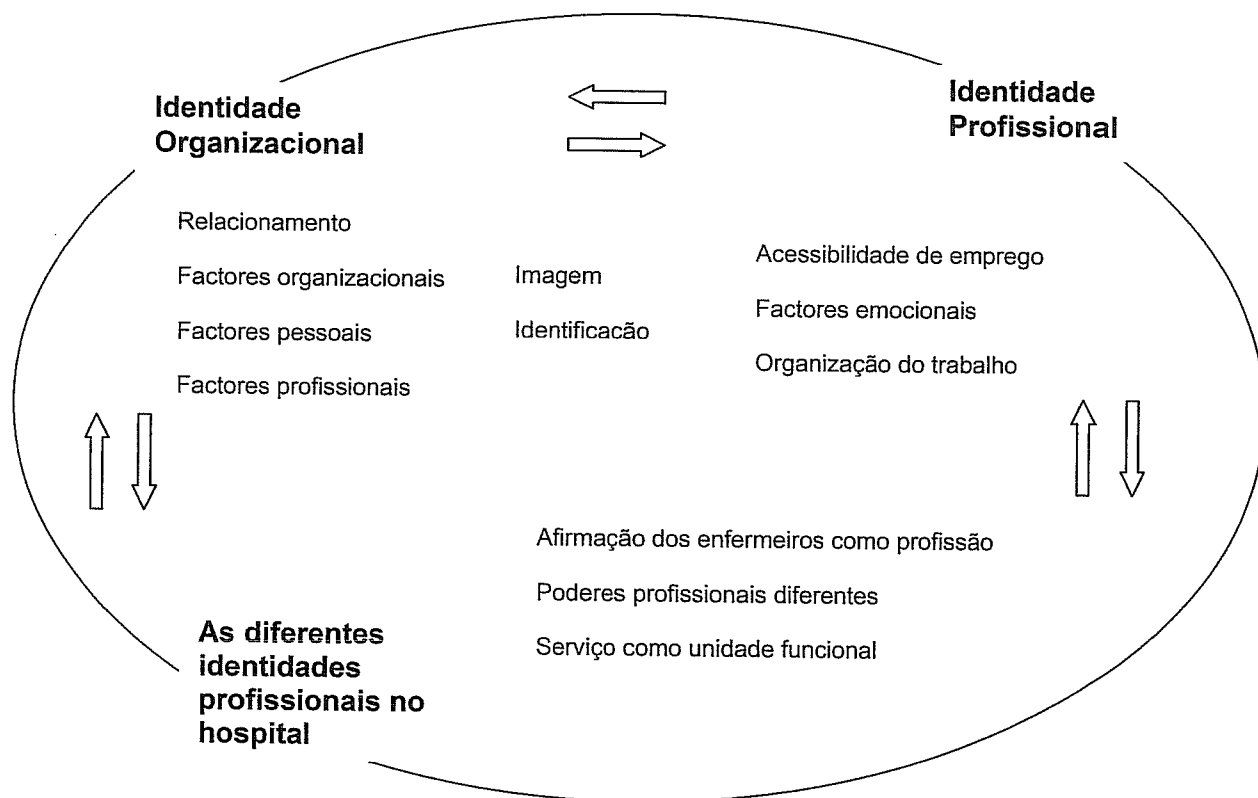 Identidade
Organizacional
Identidade
Profissional
Relacionamento
Factores organizacionais
Factores pessoais
Factores profissionais
Imagem
Identificacão
Acessibilidade de emprego
Factores emocionais
Organização do trabalho
Afirmação dos enfermeiros como profissão
Poderes profissionais diferentes
Serviço como unidade funcional
As diferentes
identidades
profissionais no
hospital